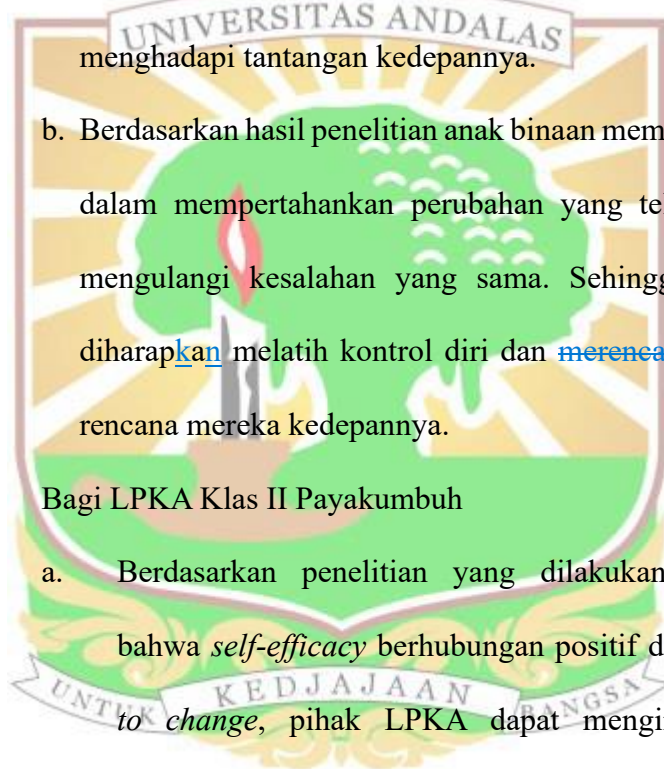 UNIVERSITAS ANDALAS
menghadapi tantangan kedepannya.
b. Berdasarkan hasil penelitian anak binaan mem
dalam mempertahankan perubahan yang te
mengulangi kesalahan yang sama. Sehingg
diharapkan melatih kontrol diri dan merenca
rencana mereka kedepannya.
Bagi LPKA Klas II Payakumbuh
a. Berdasarkan penelitian yang dilakukan
bahwa self-efficacy berhubungan positif d
to change, pihak LPKA dapat mengi
UNTUK KEDJAJAAN BANGSA